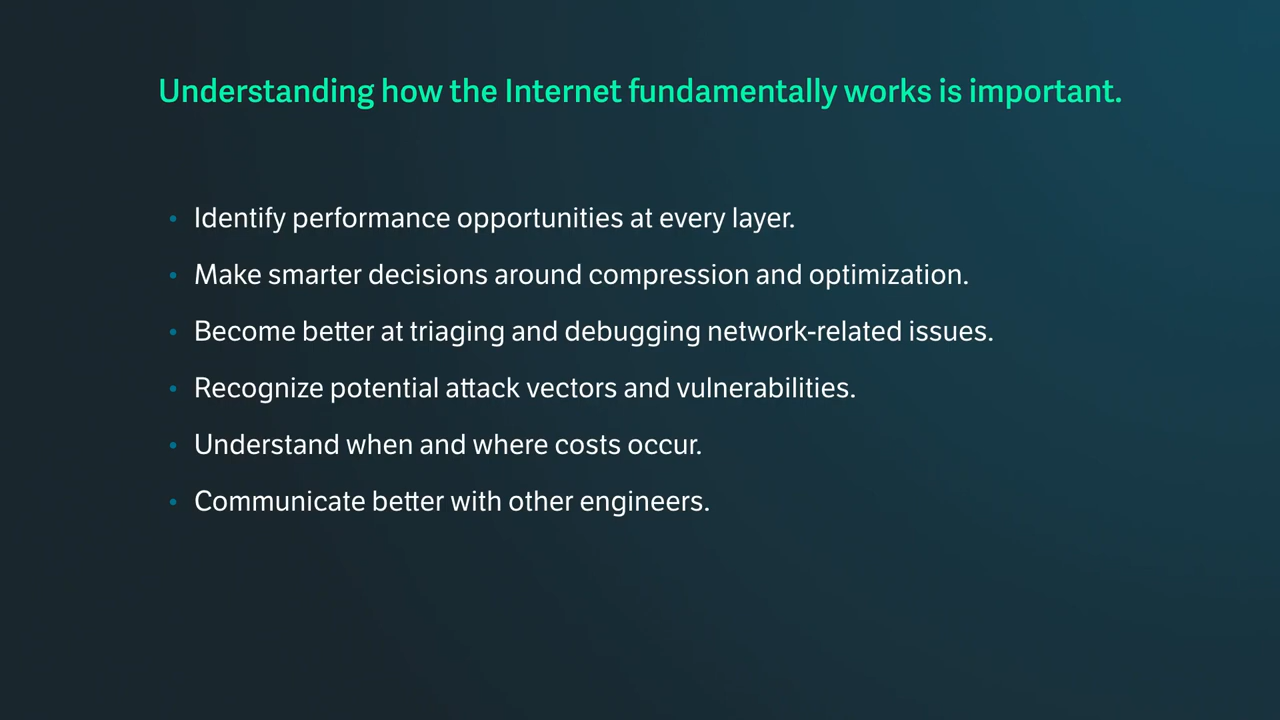 Understanding how the Internet fundamentally works is important.
• Identify performance opportunities at every layer.
• Make smarter decisions around compression and optimization.
• Become better at triaging and debugging network-related issues.
• Recognize potential attack vectors and vulnerabilities.
• Understand when and where costs occur.
• Communicate better with other engineers.